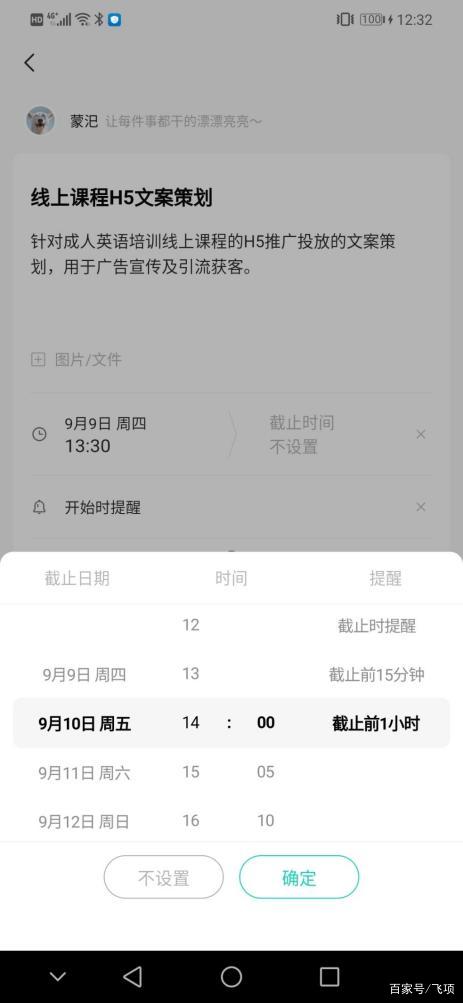 HD 4G+ 100 12:32
蒙汜 让每件事都干的漂漂亮亮～
线上课程H5文案策划
针对成人英语培训线上课程的H5推广投放的文案策
划，用于广告宣传及引流获客。
图片/文件
9月9日 周四
13:30
截止时间
不设置
开始时提醒
截止日期 时间 提醒
12 截止时提醒
9月9日 周四 13 截止前15分钟
9月10日 周五 14 : 00 截止前1小时
9月11日 周六 15 05
9月12日 周日 16 10
不设置 确定
百家号/飞项